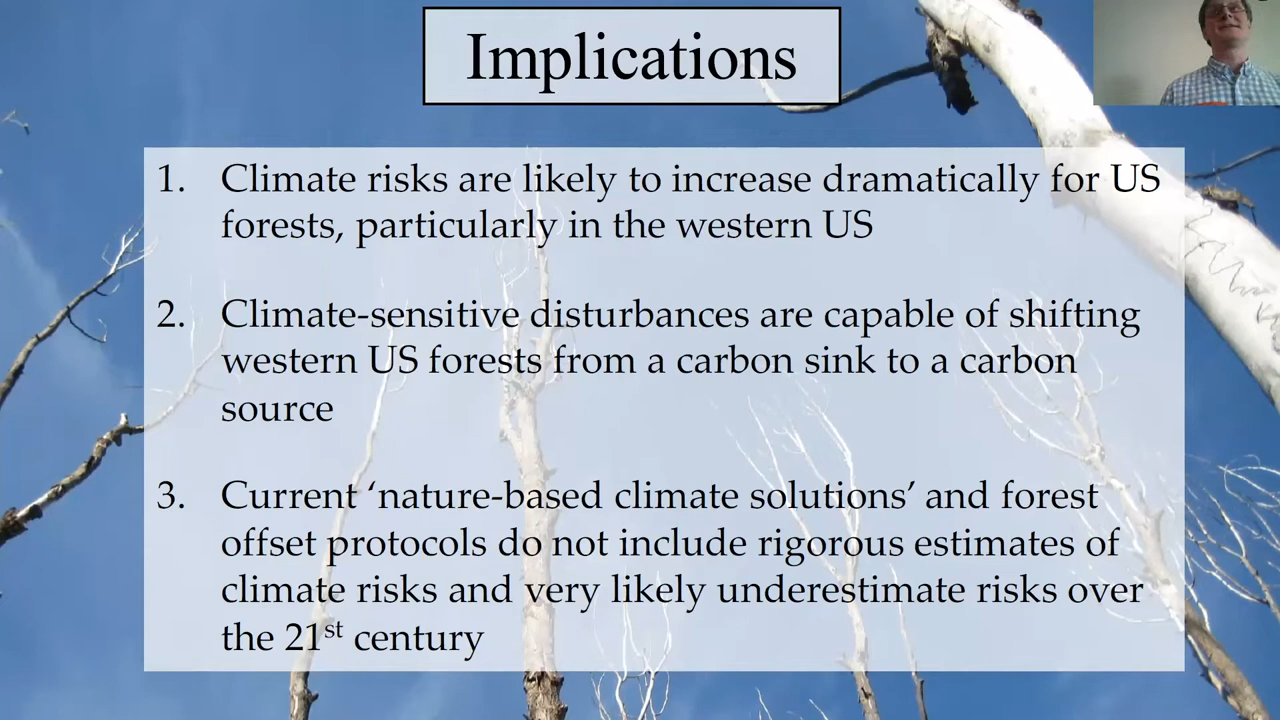 Implications
1. Climate risks are likely to increase dramatically for US
forests, particularly in the western US
2. Climate-sensitive disturbances are capable of shifting
western US forests from a carbon sink to a carbon
source
3. Current ‘nature-based climate solutions’ and forest
offset protocols do not include rigorous estimates of
climate risks and very likely underestimate risks over
the 21st century